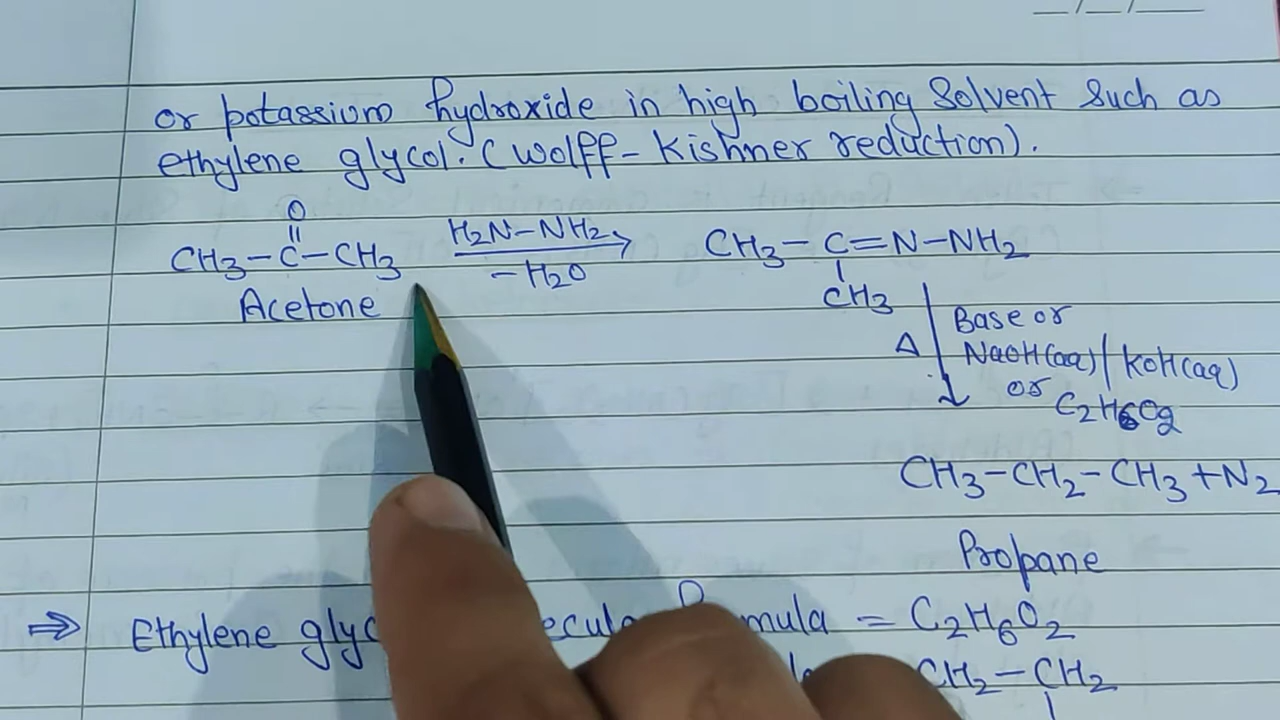 or potassium hydroxide in high boiling Solvent Such as
ethylene glycol. (Wolff-Kishner reduction).
O
||
CH3-C-CH3 H2N-NH2 → CH3-C=N-NH2
-H2O
Acetone
CH3
Base or
Δ NaOH(aq)/KOH(aq)
or C2H6O2
CH3-CH2-CH3+N2
Propane
⇒ Ethylene = C2H6O2
CH2-CH2